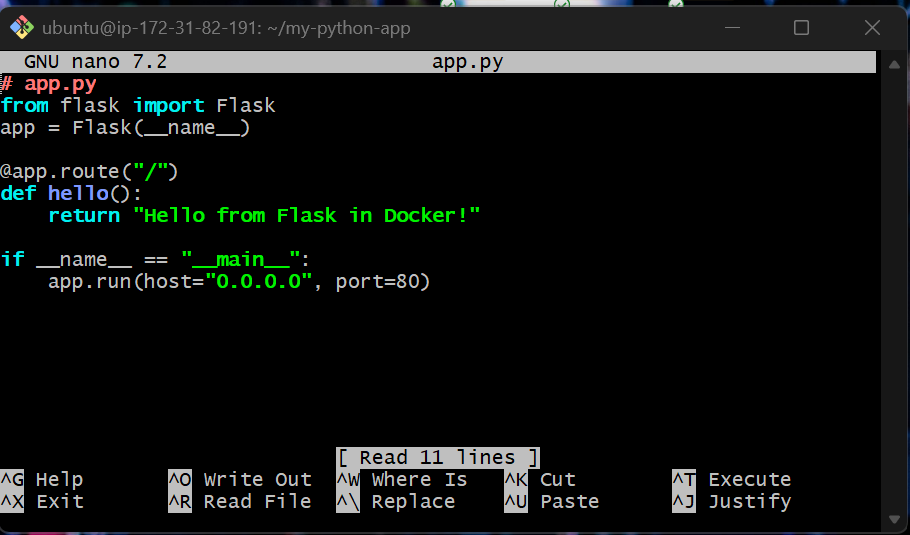 ubuntu@ip-172-31-82-191: ~/my-python-app
GNU nano 7.2 app.py
# app.py
from flask import Flask
app = Flask(__name__)
@app.route("/")
def hello():
    return "Hello from Flask in Docker!"
if __name__ == "__main__":
    app.run(host="0.0.0.0", port=80)
[ Read 11 lines ]
^G Help ^O Write Out ^W Where Is ^K Cut ^T Execute
^X Exit ^R Read File ^\ Replace ^U Paste ^J Justify